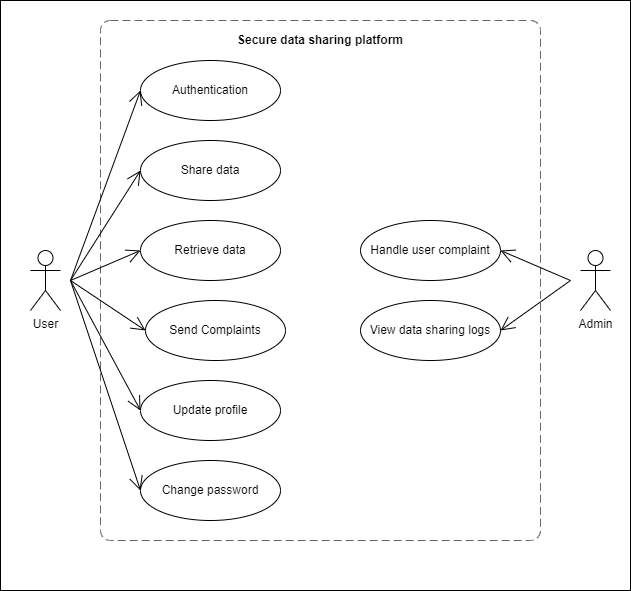 Secure data sharing platform
Authentication
Share data
Retrieve data
Handle user complaint
User
Send Complaints
View data sharing logs
Admin
Update profile
Change password